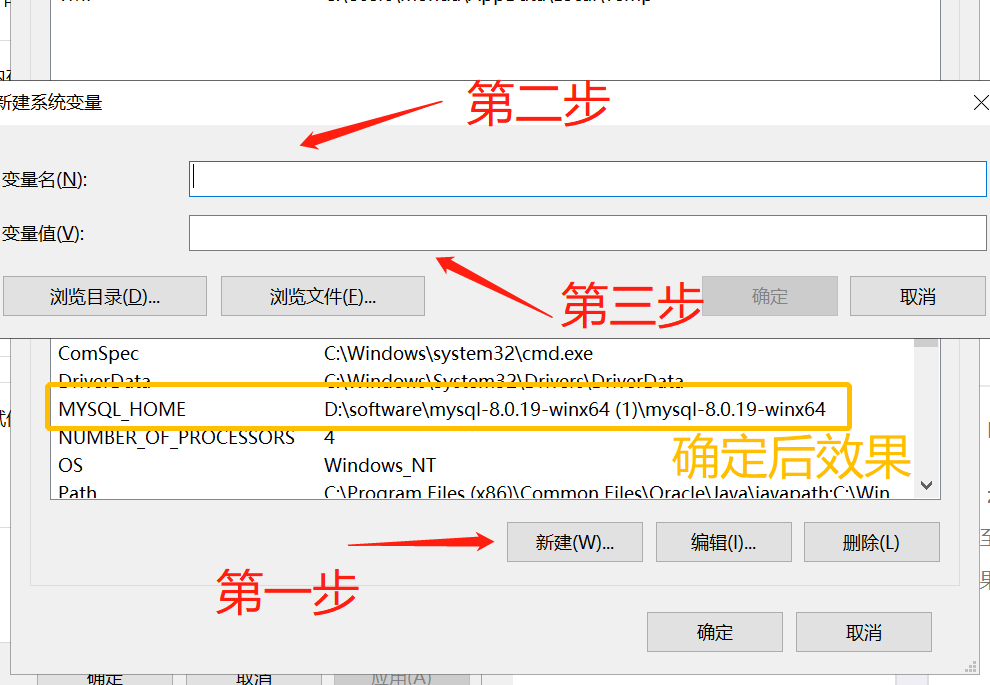 新建系统变量
第二步
变量名(N):
变量值(V):
浏览目录(D)...
浏览文件(F)...
第三步
确定
取消
ComSpec C:\Windows\system32\cmd.exe
DriverData C:\Windows\System32\Drivers\DriverData
MYSQL_HOME D:\software\mysql-8.0.19-winx64 (1)\mysql-8.0.19-winx64
NUMBER_OF_PROCESSORS 4
确定后效果
OS Windows_NT
Path C:\Program Files (x86)\Common Files\Oracle\Java\javapath;C:\Win
新建(W)...
编辑(I)...
删除(L)
第一步
确定
取消
确定
取消
应用(A)